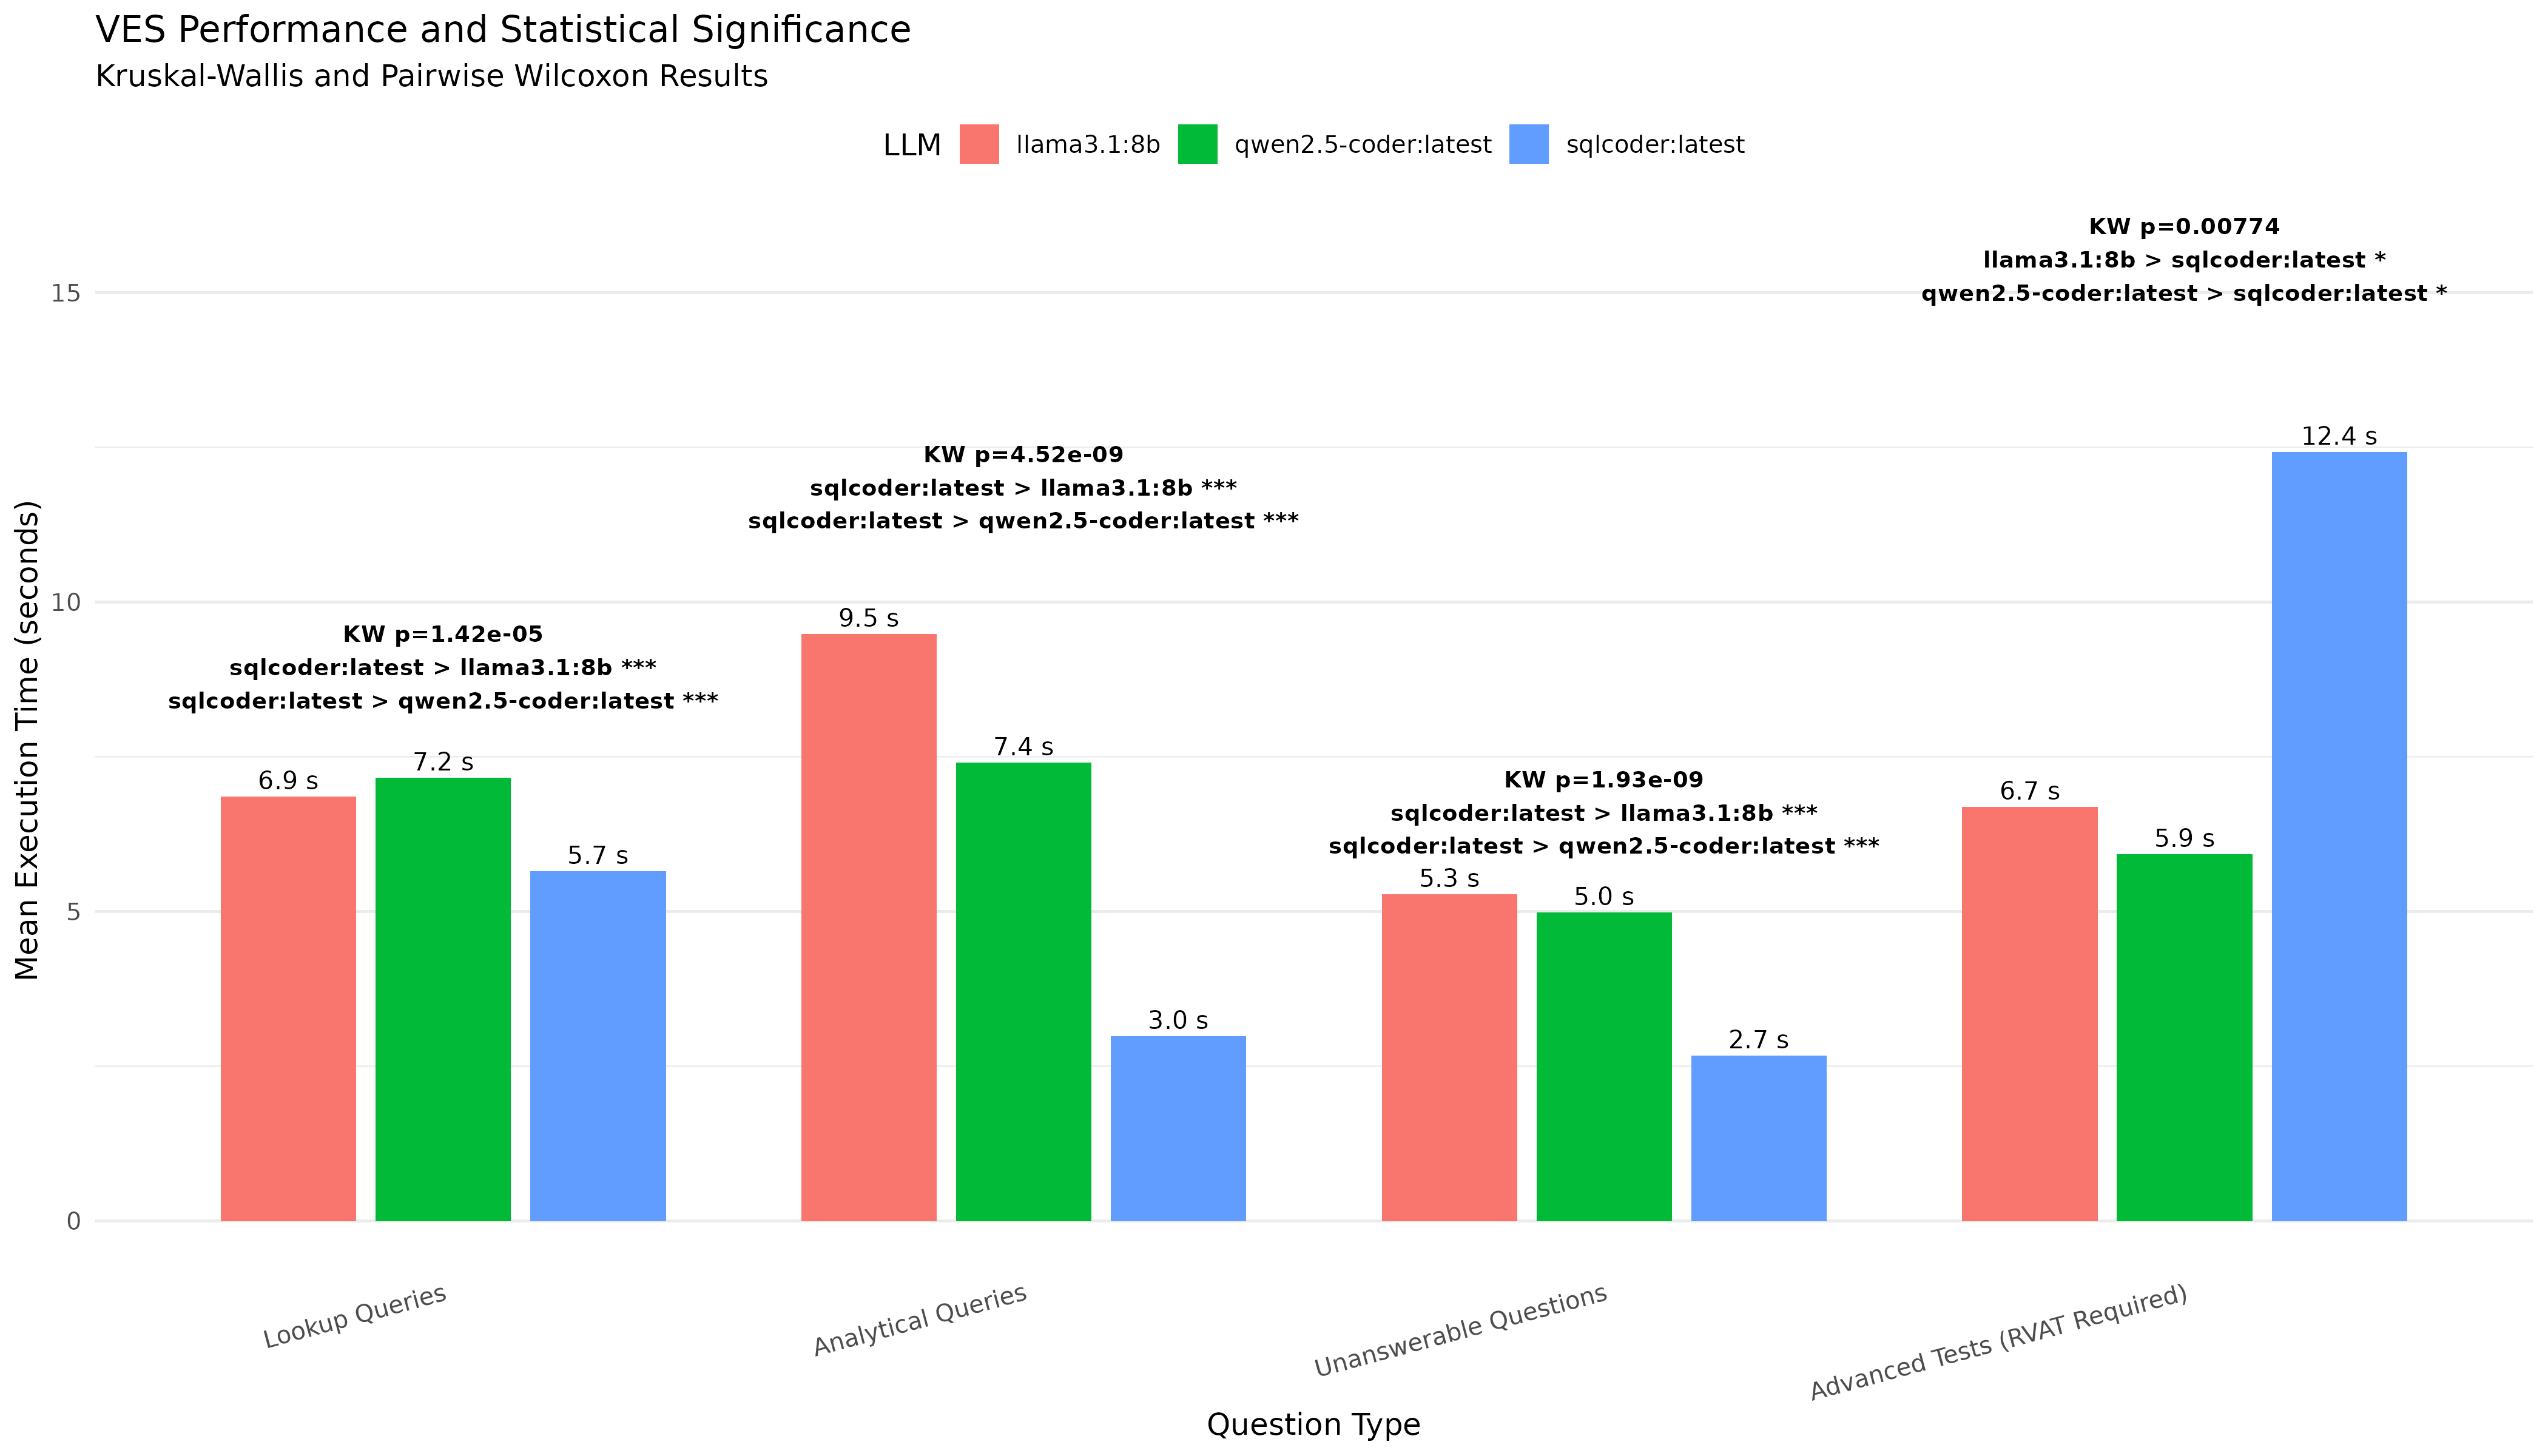 VES Performance and Statistical Significance
Kruskal-Wallis and Pairwise Wilcoxon Results
LLM llama3.1:8b qwen2.5-coder:latest sqlcoder:latest
KW p=0.00774
llama3.1:8b > sqlcoder:latest *
qwen2.5-coder:latest > sqlcoder:latest *
KW p=4.52e-09
sqlcoder:latest > llama3.1:8b ***
sqlcoder:latest > qwen2.5-coder:latest ***
KW p=1.42e-05
sqlcoder:latest > llama3.1:8b ***
sqlcoder:latest > qwen2.5-coder:latest ***
KW p=1.93e-09
sqlcoder:latest > llama3.1:8b ***
sqlcoder:latest > qwen2.5-coder:latest ***
6.9 s
7.2 s
5.7 s
9.5 s
7.4 s
3.0 s
5.3 s
5.0 s
2.7 s
6.7 s
5.9 s
12.4 s
15
10
5
0
Mean Execution Time (seconds)
Lookup Queries
Analytical Queries
Unanswerable Questions
Advanced Tests (RVAT Required)
Question Type